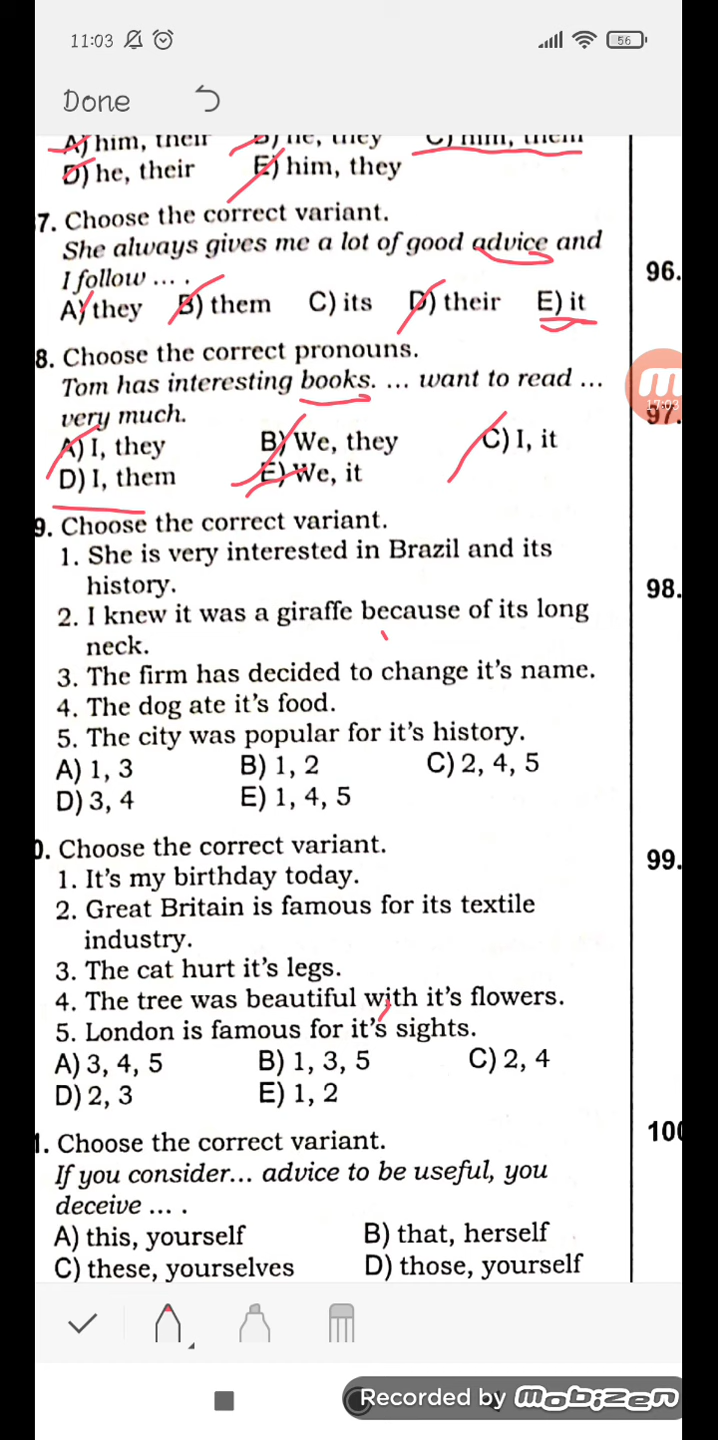 11:03
56
Done
A) him, their B) he, they C) him, them
D) he, their E) him, they
7. Choose the correct variant.
She always gives me a lot of good advice and
I follow ... .
A) they B) them C) its D) their E) it
8. Choose the correct pronouns.
Tom has interesting books. ... want to read ...
very much.
A) I, they B) We, they C) I, it
D) I, them E) We, it
9. Choose the correct variant.
1. She is very interested in Brazil and its
history.
2. I knew it was a giraffe because of its long
neck.
3. The firm has decided to change it's name.
4. The dog ate it's food.
5. The city was popular for it's history.
A) 1, 3 B) 1, 2 C) 2, 4, 5
D) 3, 4 E) 1, 4, 5
0. Choose the correct variant.
1. It's my birthday today.
2. Great Britain is famous for its textile
industry.
3. The cat hurt it's legs.
4. The tree was beautiful with it's flowers.
5. London is famous for it's sights.
A) 3, 4, 5 B) 1, 3, 5 C) 2, 4
D) 2, 3 E) 1, 2
1. Choose the correct variant.
If you consider... advice to be useful, you
deceive ... .
A) this, yourself B) that, herself
C) these, yourselves D) those, yourself
96.
17:03
97.
98.
99.
100
Recorded by mobizen